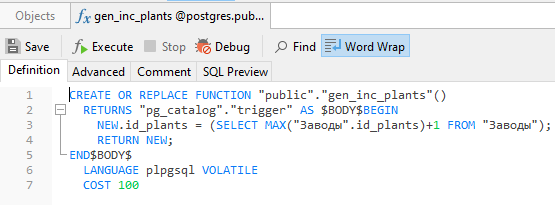 Objects
gen_inc_plants @postgres.pub...
Save Execute Stop Debug Find Word Wrap
Definition Advanced Comment SQL Preview
1 CREATE OR REPLACE FUNCTION "public"."gen_inc_plants"()
2 RETURNS "pg_catalog"."trigger" AS $BODY$BEGIN
3 NEW.id_plants = (SELECT MAX("Заводы".id_plants)+1 FROM "Заводы");
4 RETURN NEW;
5 END$BODY$
6 LANGUAGE plpgsql VOLATILE
7 COST 100